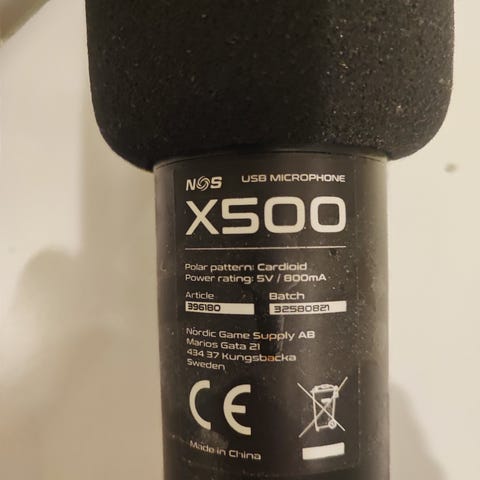 NOS USB MICROPHONE
X500
Polar pattern: Cardioid
Power rating: 5V / 800mA
Article Batch
396180 32580821
Nordic Game Supply AB
Marios Gata 21
434 37 Kungsbacka
Sweden
CE
Made in China